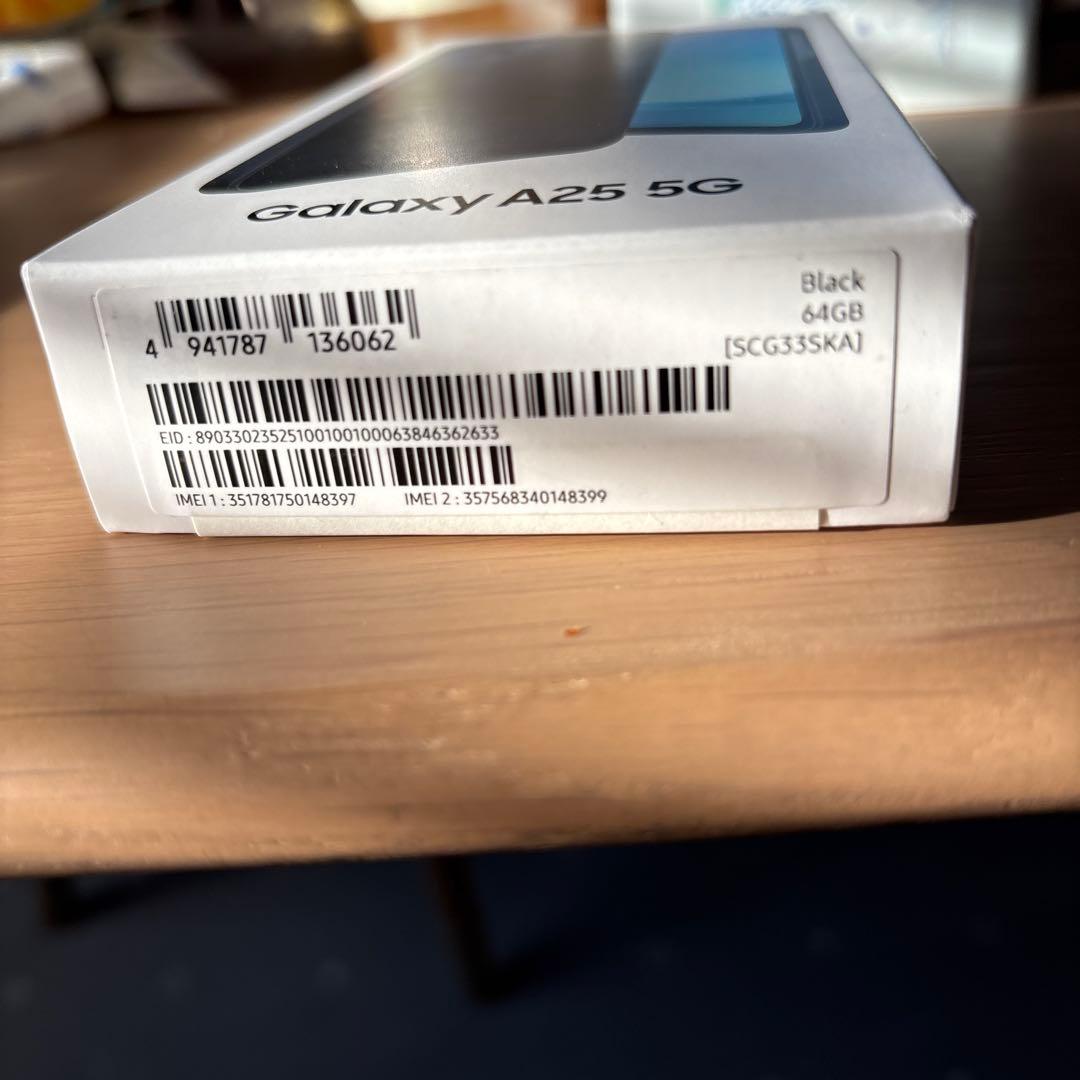 Galaxy A25 5G
Black
64GB
[SCG33SKA]
4 941787 136062
EID : 89033023525100100100063846362633
IMEI 1 : 351781750148397 IMEI 2 : 357568340148399